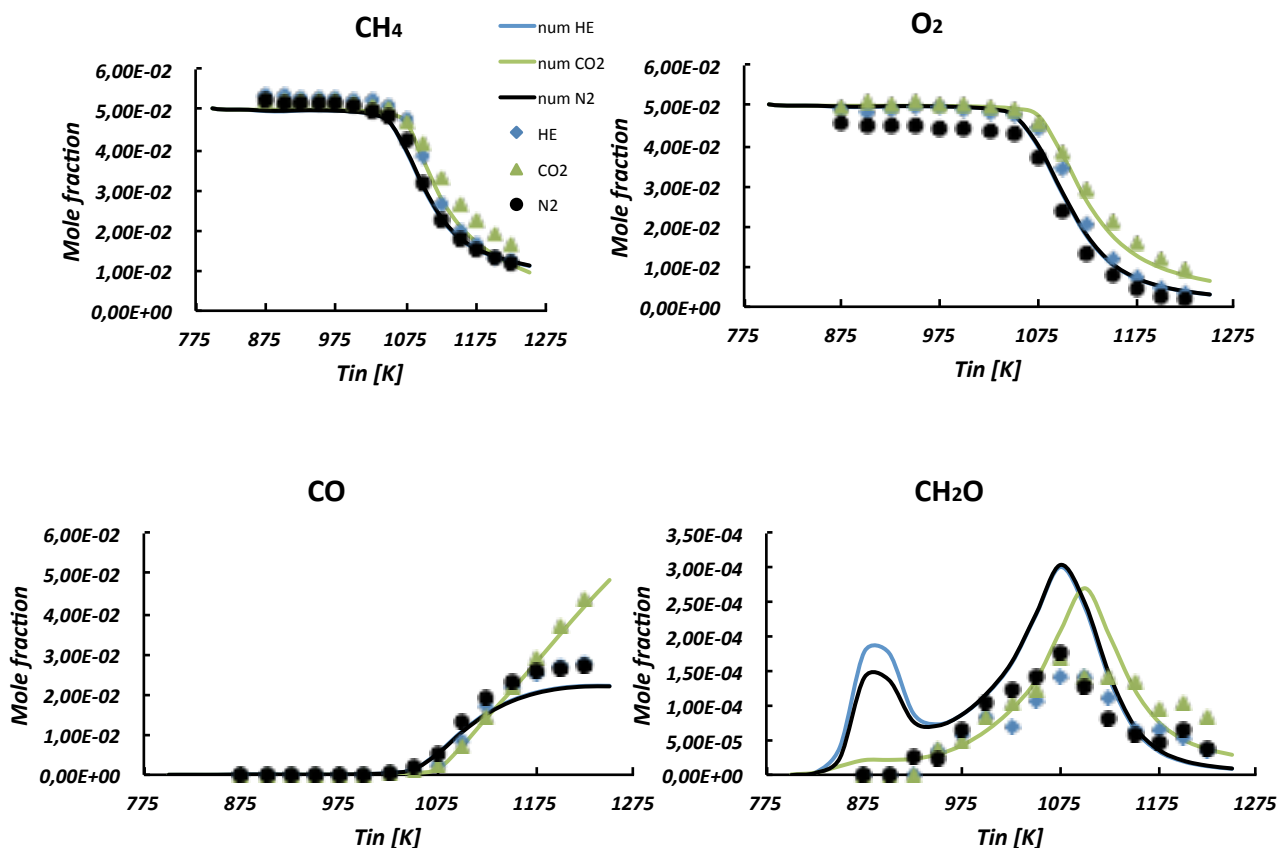 CH₄
num HE
num CO2
num N2
HE
CO2
N2
6,00E-02
5,00E-02
4,00E-02
3,00E-02
2,00E-02
1,00E-02
0,00E+00
Mole fraction
775 875 975 1075 1175 1275
Tin [K]
O₂
6,00E-02
5,00E-02
4,00E-02
3,00E-02
2,00E-02
1,00E-02
0,00E+00
Mole fraction
775 875 975 1075 1175 1275
Tin [K]
CO
6,00E-02
5,00E-02
4,00E-02
3,00E-02
2,00E-02
1,00E-02
0,00E+00
Mole fraction
775 875 975 1075 1175 1275
Tin [K]
CH₂O
3,50E-04
3,00E-04
2,50E-04
2,00E-04
1,50E-04
1,00E-04
5,00E-05
0,00E+00
Mole fraction
775 875 975 1075 1175 1275
Tin [K]